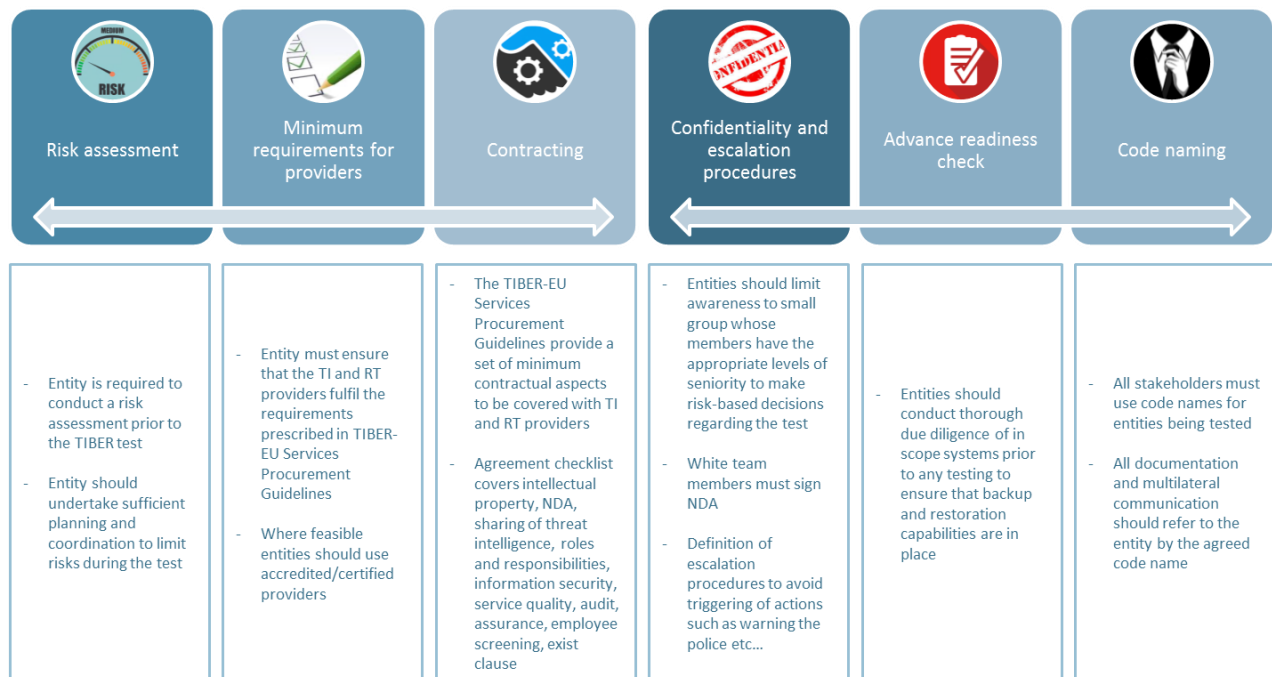 MEDIUM
RISK
Risk assessment
Minimum
requirements for
providers
Contracting
CONFIDENTIAL
Confidentiality and
escalation
procedures
Advance readiness
check
Code naming
- Entity is required to
conduct a risk
assessment prior to
the TIBER test
- Entity should
undertake sufficient
planning and
coordination to limit
risks during the test
- Entity must ensure
that the TI and RT
providers fulfil the
requirements
prescribed in TIBER-
EU Services
Procurement
Guidelines
- Where feasible
entities should use
accredited/certified
providers
- The TIBER-EU
Services
Procurement
Guidelines provide a
set of minimum
contractual aspects
to be covered with TI
and RT providers
- Agreement checklist
covers intellectual
property, NDA,
sharing of threat
intelligence, roles
and responsibilities,
information security,
service quality, audit,
assurance, employee
screening, exist
clause
- Entities should limit
awareness to small
group whose
members have the
appropriate levels of
seniority to make
risk-based decisions
regarding the test
- White team
members must sign
NDA
- Definition of
escalation
procedures to avoid
triggering of actions
such as warning the
police etc…
- Entities should
conduct thorough
due diligence of in
scope systems prior
to any testing to
ensure that backup
and restoration
capabilities are in
place
- All stakeholders must
use code names for
entities being tested
- All documentation
and multilateral
communication
should refer to the
entity by the agreed
code name